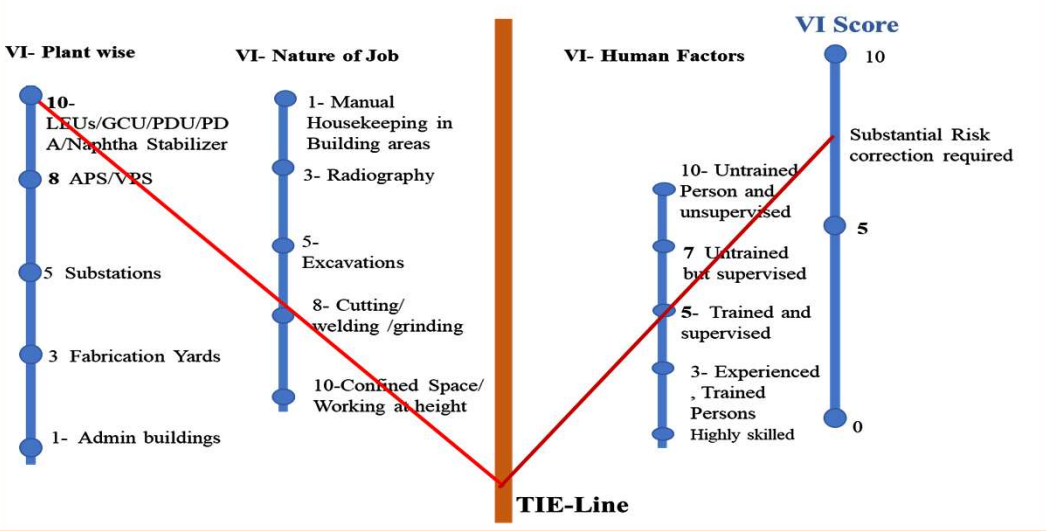 VI Score
VI- Plant wise
VI- Nature of Job
VI- Human Factors
10-
LEUs/GCU/PDU/PD
A/Naphtha Stabilizer
8 APS/VPS
5 Substations
3 Fabrication Yards
1- Admin buildings
1- Manual
Housekeeping in
Building areas
3- Radiography
5-
Excavations
8- Cutting/
welding /grinding
10-Confined Space/
Working at height
TIE-Line
10- Untrained
Person and
unsupervised
7 Untrained
but supervised
5- Trained and
supervised
3- Experienced
, Trained
Persons
Highly skilled
10
Substantial Risk
correction required
5
0